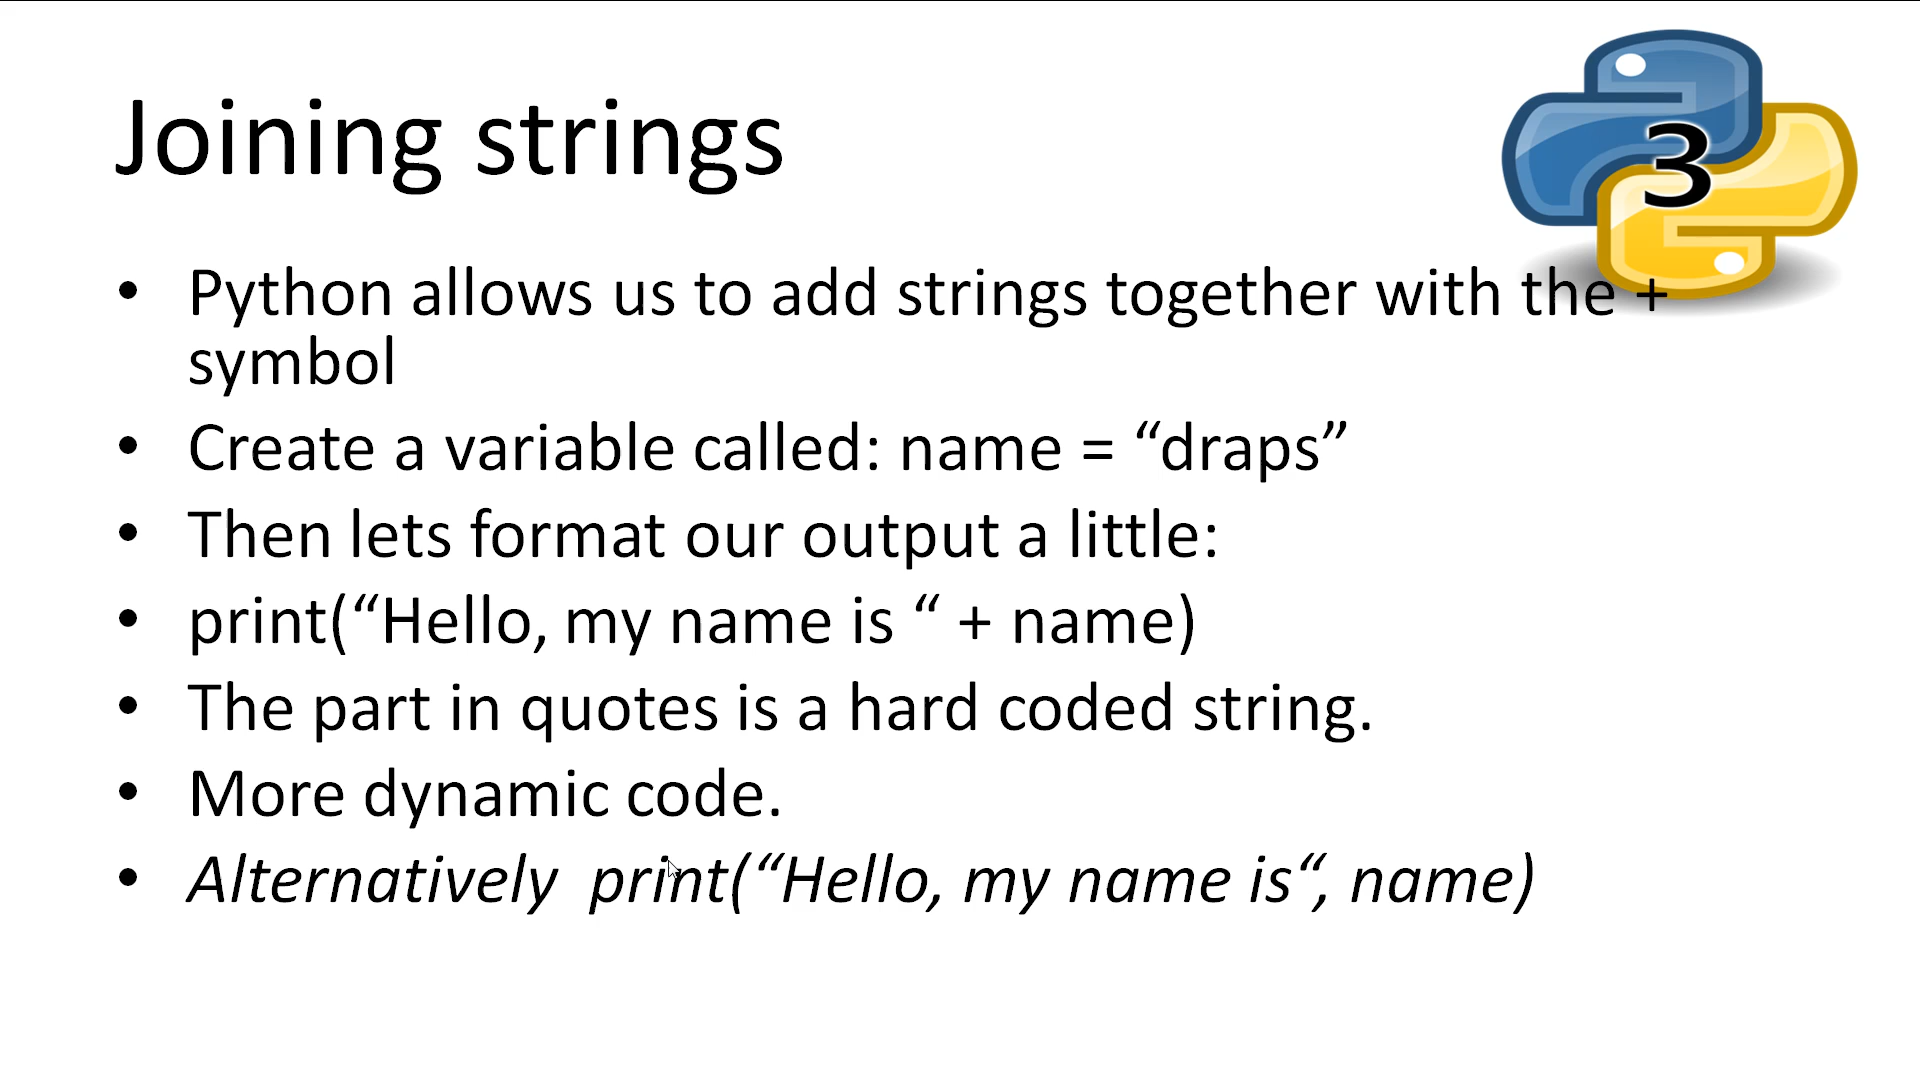 Joining strings
3
• Python allows us to add strings together with the +
symbol
• Create a variable called: name = “draps”
• Then lets format our output a little:
• print(“Hello, my name is “ + name)
• The part in quotes is a hard coded string.
• More dynamic code.
• Alternatively  print(“Hello, my name is“, name)